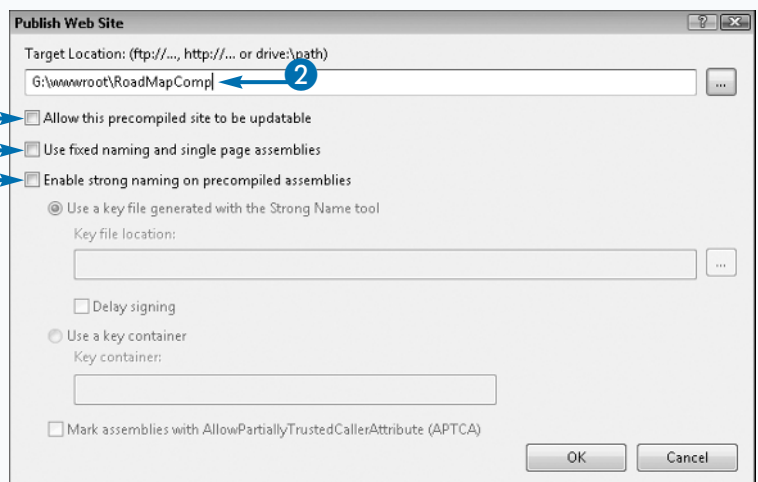 Publish Web Site
Target Location: (ftp://..., http://... or drive:\path)
G:\wwwroot\RoadMapComp
2
...
Allow this precompiled site to be updatable
Use fixed naming and single page assemblies
Enable strong naming on precompiled assemblies
Use a key file generated with the Strong Name tool
Key file location:
...
Delay signing
Use a key container
Key container:
Mark assemblies with AllowPartiallyTrustedCallerAttribute (APTCA)
OK
Cancel